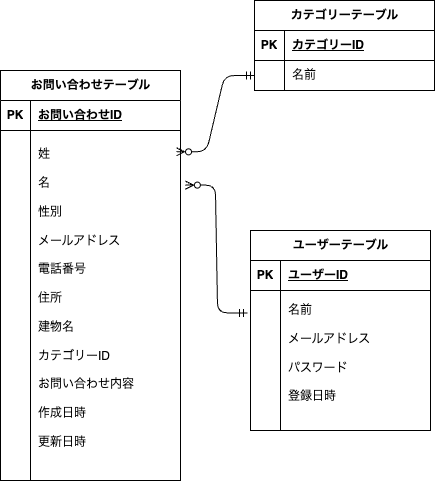 カテゴリーテーブル
PK カテゴリーID
名前
お問い合わせテーブル
PK お問い合わせID
姓
名
性別
メールアドレス
電話番号
住所
建物名
カテゴリーID
お問い合わせ内容
作成日時
更新日時
ユーザーテーブル
PK ユーザーID
名前
メールアドレス
パスワード
登録日時